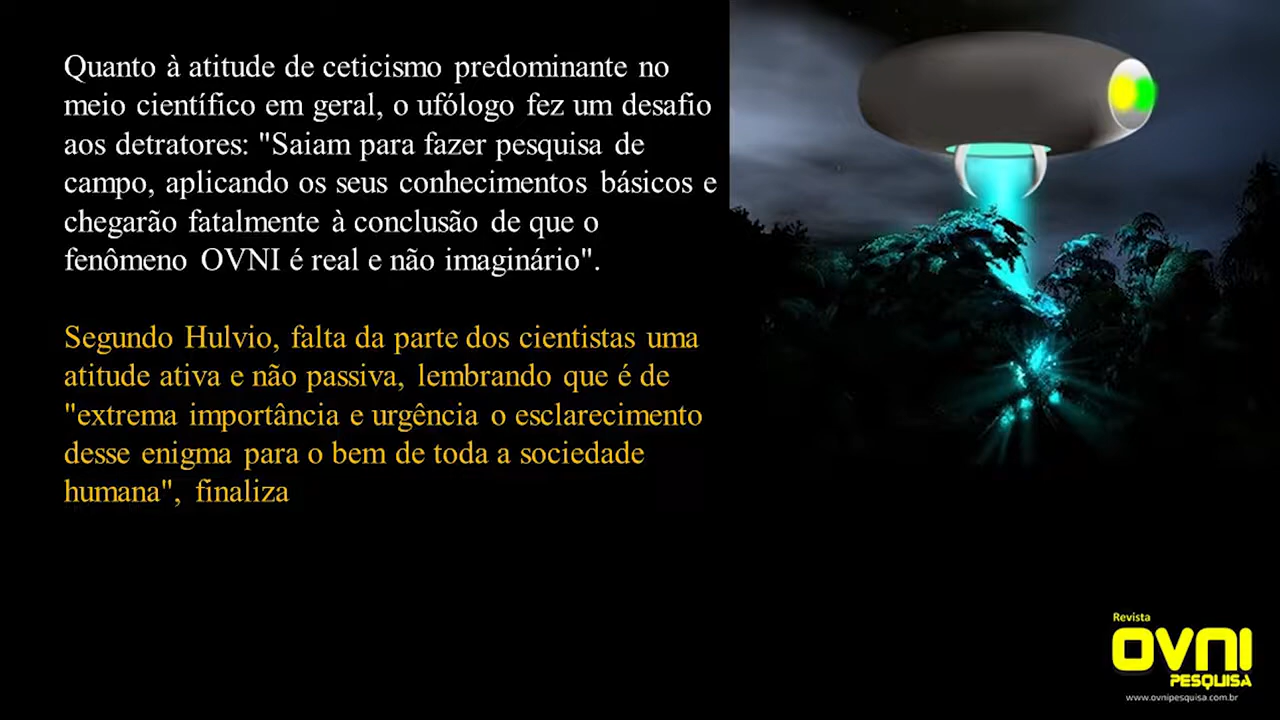 Quanto à atitude de ceticismo predominante no
meio científico em geral, o ufólogo fez um desafio
aos detratores: "Saiam para fazer pesquisa de
campo, aplicando os seus conhecimentos básicos e
chegarão fatalmente à conclusão de que o
fenômeno OVNI é real e não imaginário".
Segundo Hulvio, falta da parte dos cientistas uma
atitude ativa e não passiva, lembrando que é de
"extrema importância e urgência o esclarecimento
desse enigma para o bem de toda a sociedade
humana", finaliza
Revista
OVNI
PESQUISA
www.ovnipesquisa.com.br